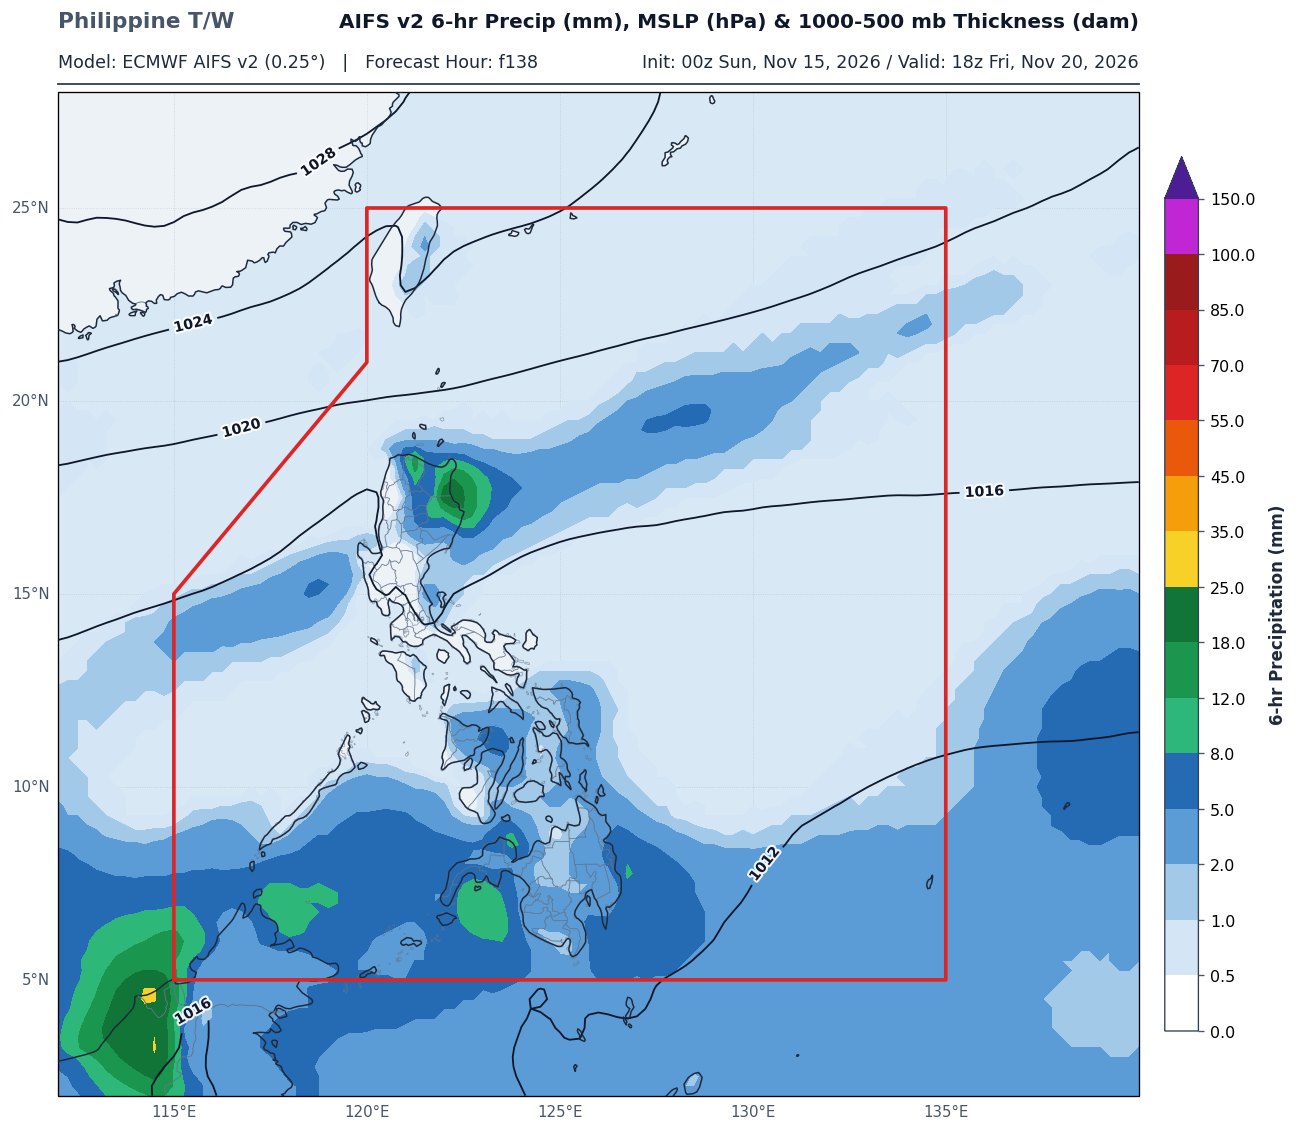 Philippine T/W
AIFS v2 6-hr Precip (mm), MSLP (hPa) & 1000-500 mb Thickness (dam)
Model: ECMWF AIFS v2 (0.25°)   |   Forecast Hour: f138
Init: 00z Sun, Nov 15, 2026 / Valid: 18z Fri, Nov 20, 2026
1028
1024
1020
1016
1012
1016
25°N
20°N
15°N
10°N
5°N
115°E
120°E
125°E
130°E
135°E
150.0
100.0
85.0
70.0
55.0
45.0
35.0
25.0
18.0
12.0
8.0
5.0
2.0
1.0
0.5
0.0
6-hr Precipitation (mm)